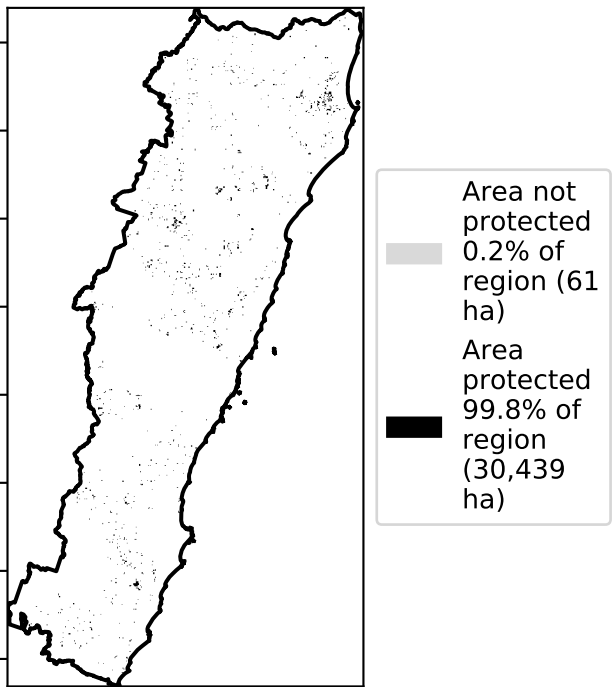 Area not
protected
0.2% of
region (61
ha)
Area
protected
99.8% of
region
(30,439
ha)